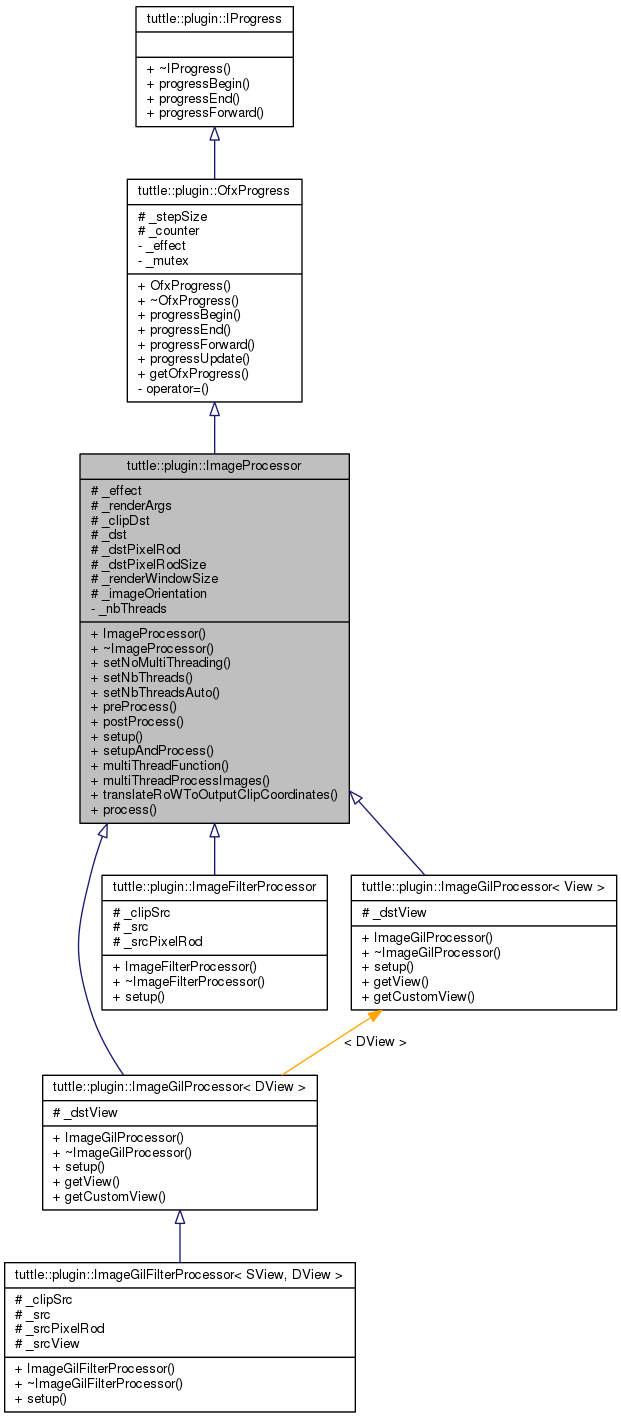 tuttle::plugin::IProgress
+ ~IProgress()
+ progressBegin()
+ progressEnd()
+ progressForward()
tuttle::plugin::OfxProgress
# _stepSize
# _counter
- _effect
- _mutex
+ OfxProgress()
+ ~OfxProgress()
+ progressBegin()
+ progressEnd()
+ progressForward()
+ progressUpdate()
+ getOfxProgress()
- operator=()
tuttle::plugin::ImageProcessor
# _effect
# _renderArgs
# _clipDst
# _dst
# _dstPixelRod
# _dstPixelRodSize
# _renderWindowSize
# _imageOrientation
- _nbThreads
+ ImageProcessor()
+ ~ImageProcessor()
+ setNoMultiThreading()
+ setNbThreads()
+ setNbThreadsAuto()
+ preProcess()
+ postProcess()
+ setup()
+ setupAndProcess()
+ multiThreadFunction()
+ multiThreadProcessImages()
+ translateRoWToOutputClipCoordinates()
+ process()
tuttle::plugin::ImageFilterProcessor
# _clipSrc
# _src
# _srcPixelRod
+ ImageFilterProcessor()
+ ~ImageFilterProcessor()
+ setup()
tuttle::plugin::ImageGilProcessor< View >
# _dstView
+ ImageGilProcessor()
+ ~ImageGilProcessor()
+ setup()
+ getView()
+ getCustomView()
< DView >
tuttle::plugin::ImageGilProcessor< DView >
# _dstView
+ ImageGilProcessor()
+ ~ImageGilProcessor()
+ setup()
+ getView()
+ getCustomView()
tuttle::plugin::ImageGilFilterProcessor< SView, DView >
# _clipSrc
# _src
# _srcPixelRod
# _srcView
+ ImageGilFilterProcessor()
+ ~ImageGilFilterProcessor()
+ setup()